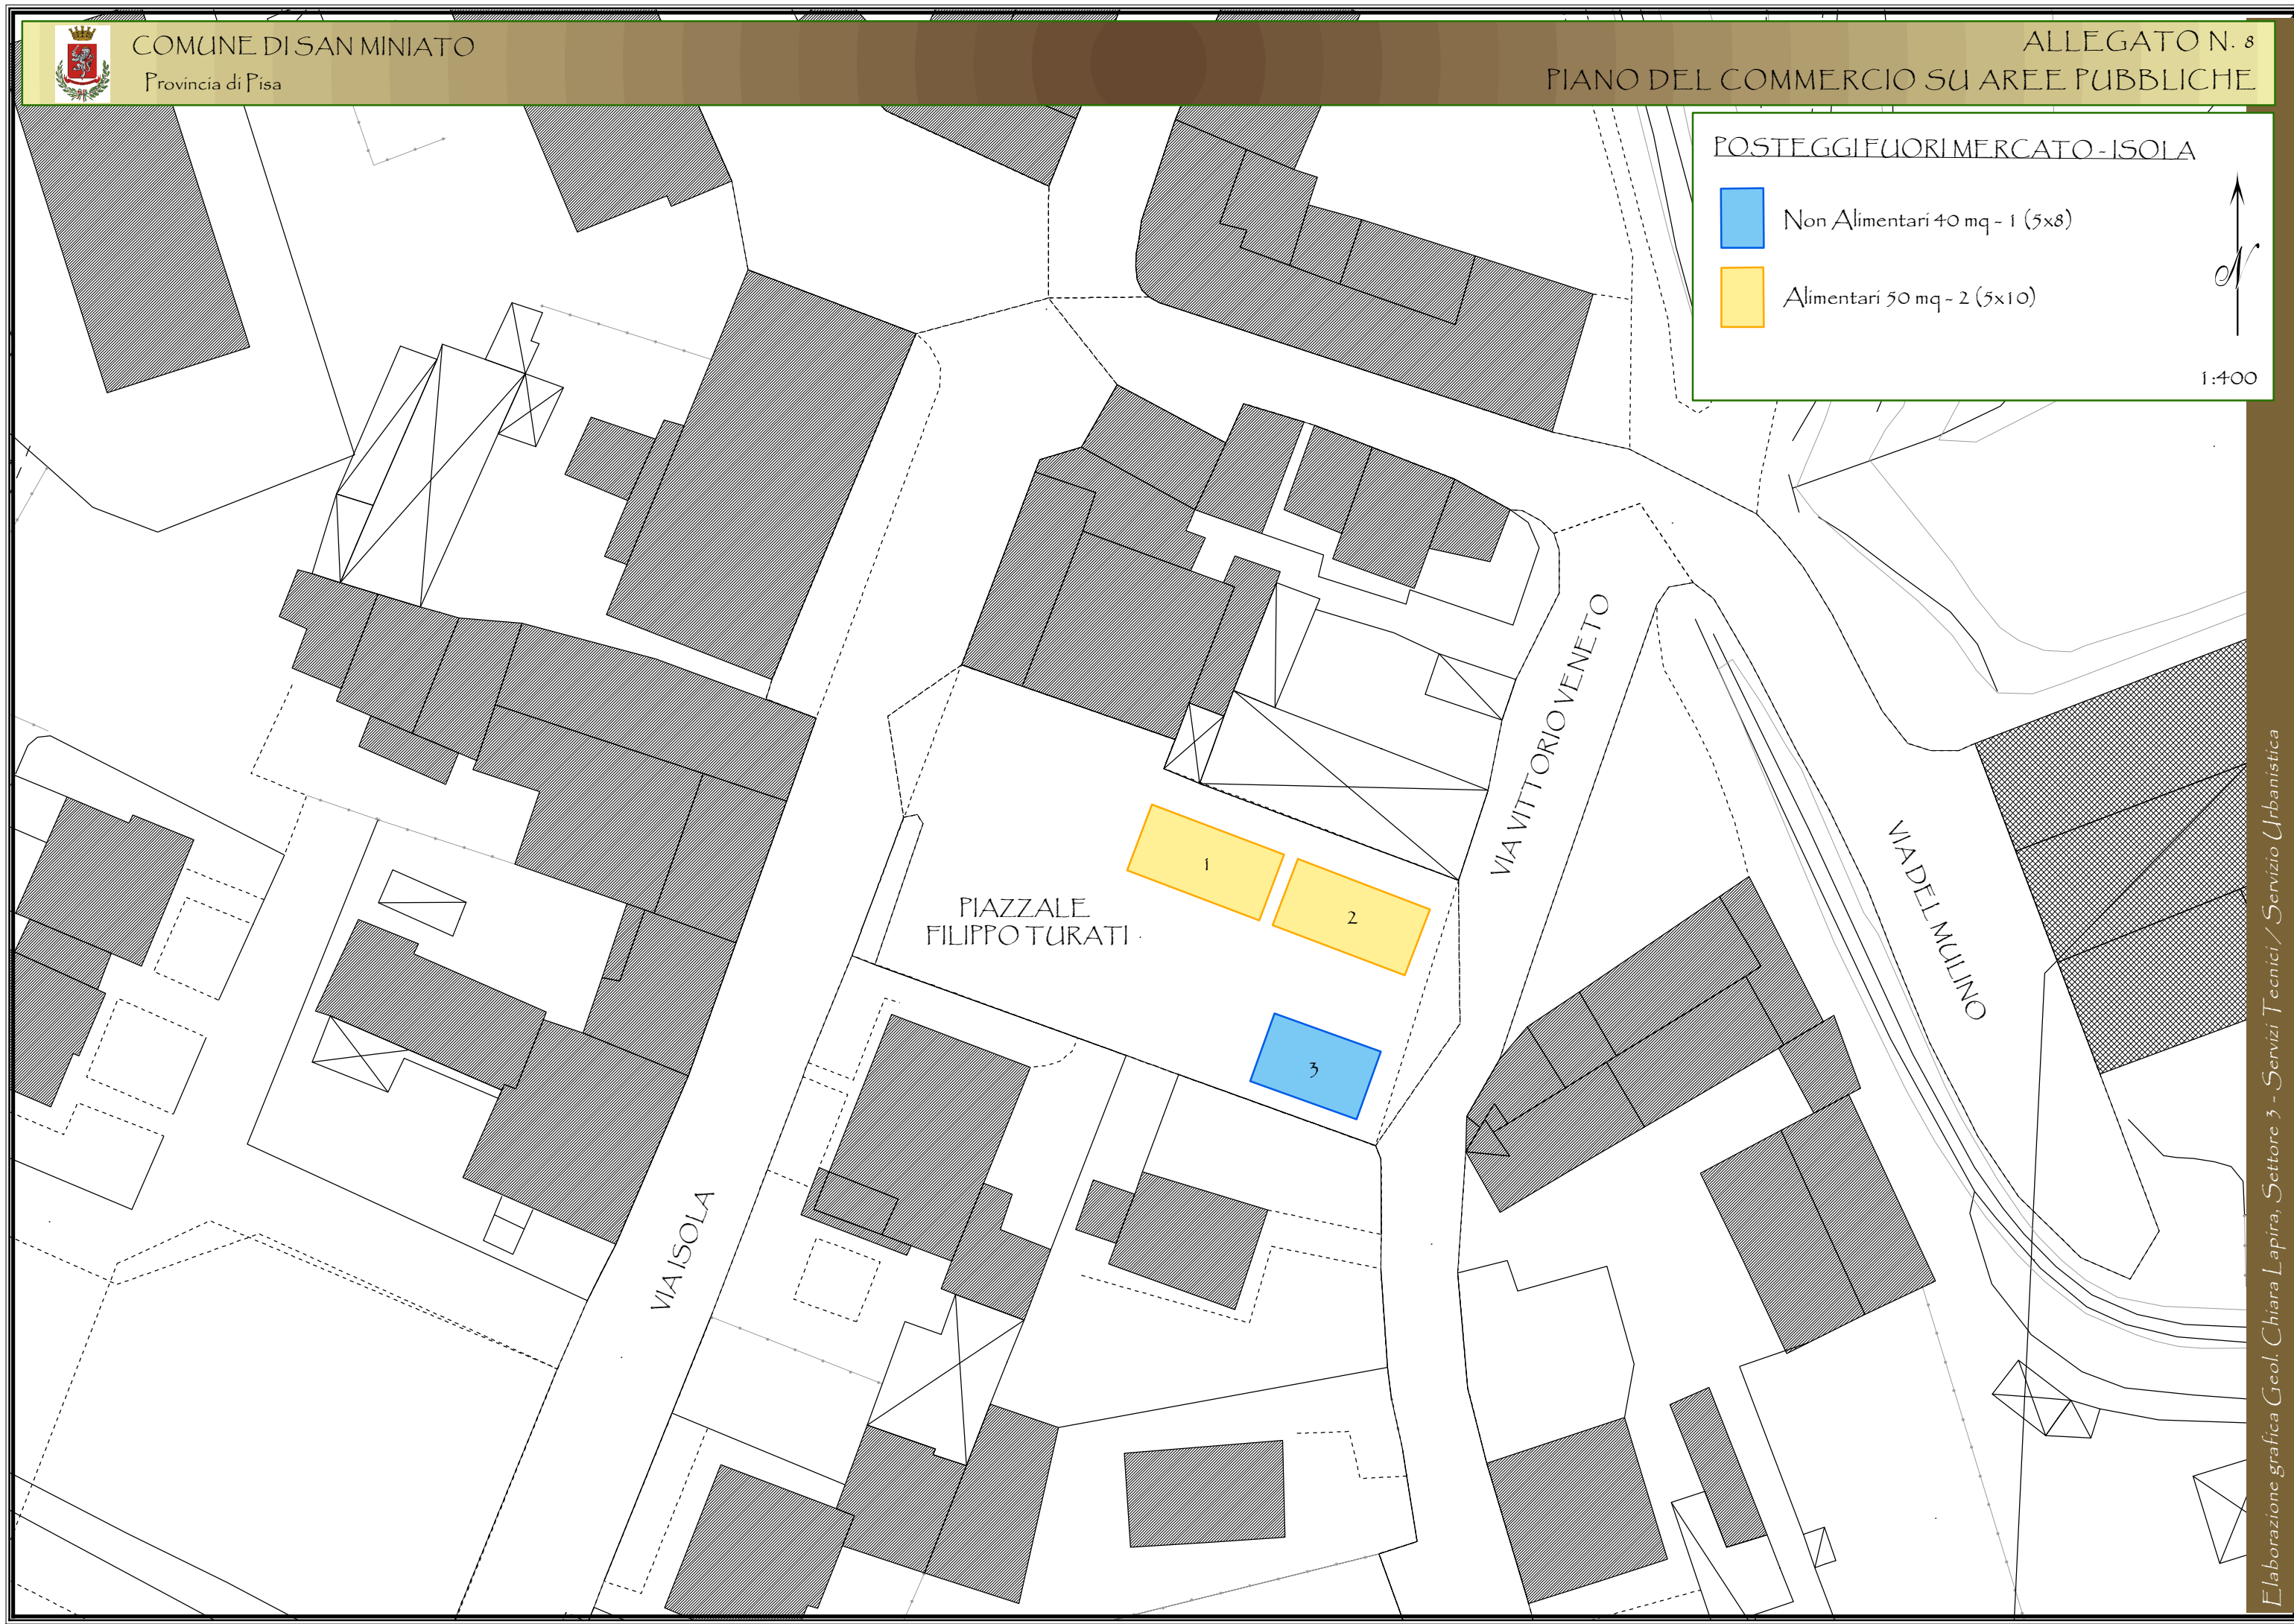 COMUNE DI SAN MINIATO
Provincia di Pisa
ALLEGATO N. 8
PIANO DEL COMMERCIO SU AREE PUBBLICHE
POSTEGGI FUORI MERCATO - ISOLA
Non Alimentari 40 mq - 1 (5x8)
Alimentari 50 mq - 2 (5x10)
N
1:400
VIA VITTORIO VENETO
VIA DEL MULINO
1
2
PIAZZALE
FILIPPO TURATI
3
VIA ISOLA
Elaborazione grafica Geol. Chiara Lapira, Settore 3 - Servizi Tecnici / Servizio Urbanistica